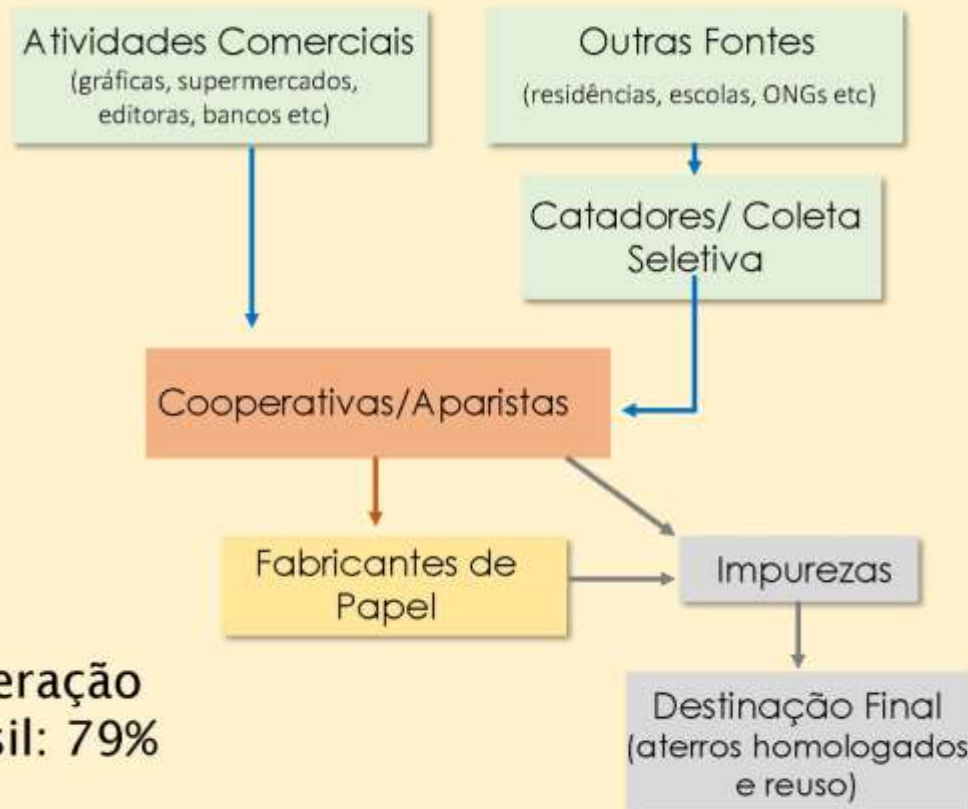 Atividades Comerciais
(gráficas, supermercados,
editoras, bancos etc)
Outras Fontes
(residências, escolas, ONGs etc)
Catadores/ Coleta
Seletiva
Cooperativas/Aparistas
Fabricantes de
Papel
Impurezas
Destinação Final
(aterros homologados
e reuso)
eração
sil: 79%